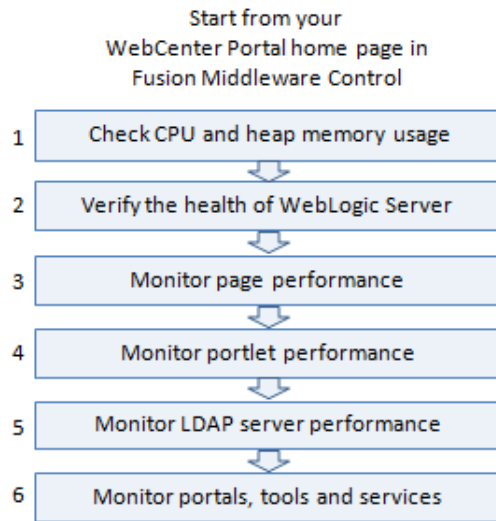 Start from your
WebCenter Portal home page in
Fusion Middleware Control
1 Check CPU and heap memory usage
2 Verify the health of WebLogic Server
3 Monitor page performance
4 Monitor portlet performance
5 Monitor LDAP server performance
6 Monitor portals, tools and services